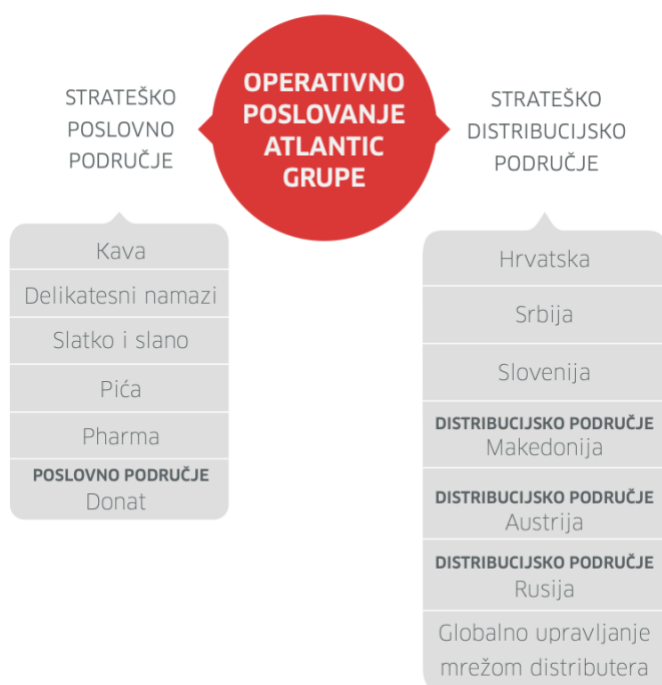 OPERATIVNO
POSLOVANJE
ATLANTIC
GRUPE
STRATEŠKO
POSLOVNO
PODRUČJE
Kava
Delikatesni namazi
Slatko i slano
Pića
Pharma
POSLOVNO PODRUČJE
Donat
STRATEŠKO
DISTRIBUCIJSKO
PODRUČJE
Hrvatska
Srbija
Slovenija
DISTRIBUCIJSKO PODRUČJE
Makedonija
DISTRIBUCIJSKO PODRUČJE
Austrija
DISTRIBUCIJSKO PODRUČJE
Rusija
Globalno upravljanje
mrežom distributera